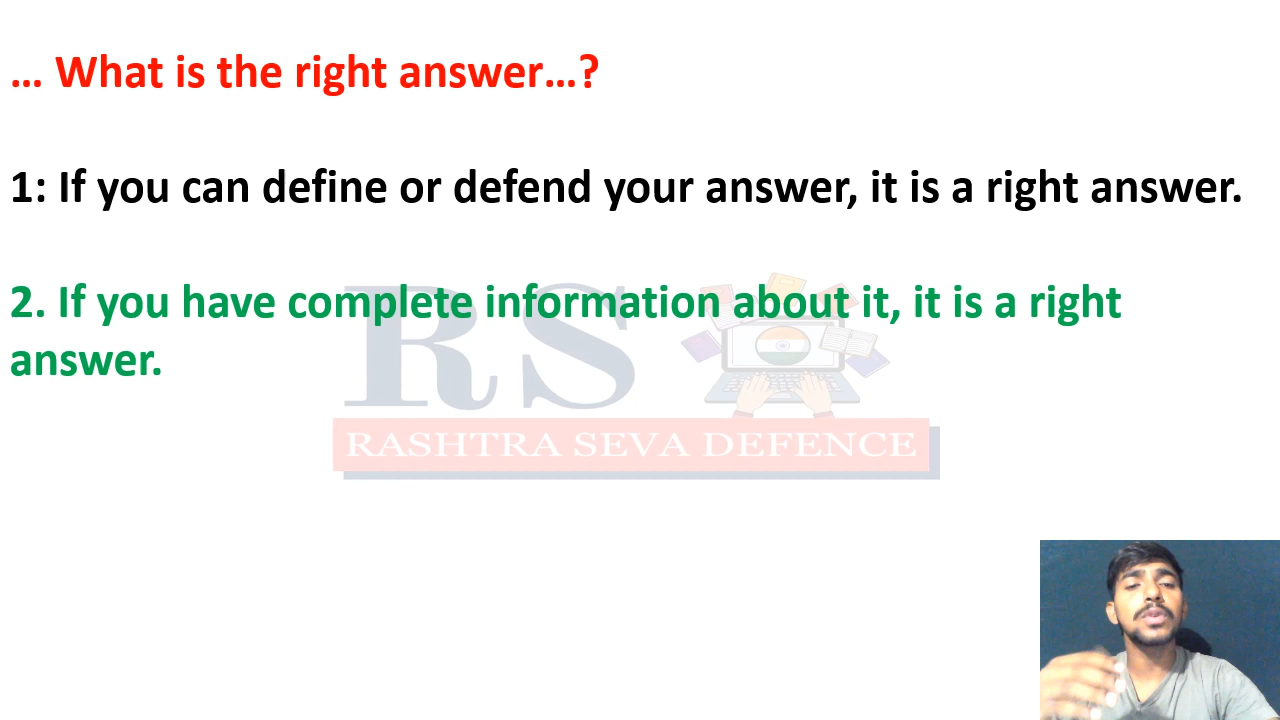 ... What is the right answer...?
1: If you can define or defend your answer, it is a right answer.
2. If you have complete information about it, it is a right
answer.
RS
RASHTRA SEVA DEFENCE